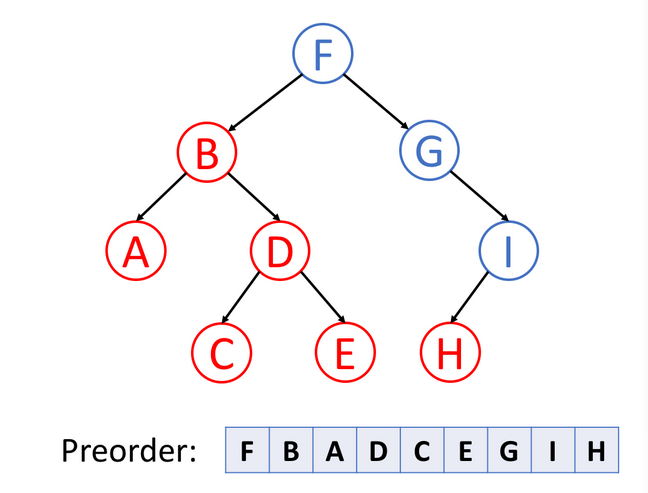 F
B G
A D I
C E H
Preorder: F B A D C E G I H